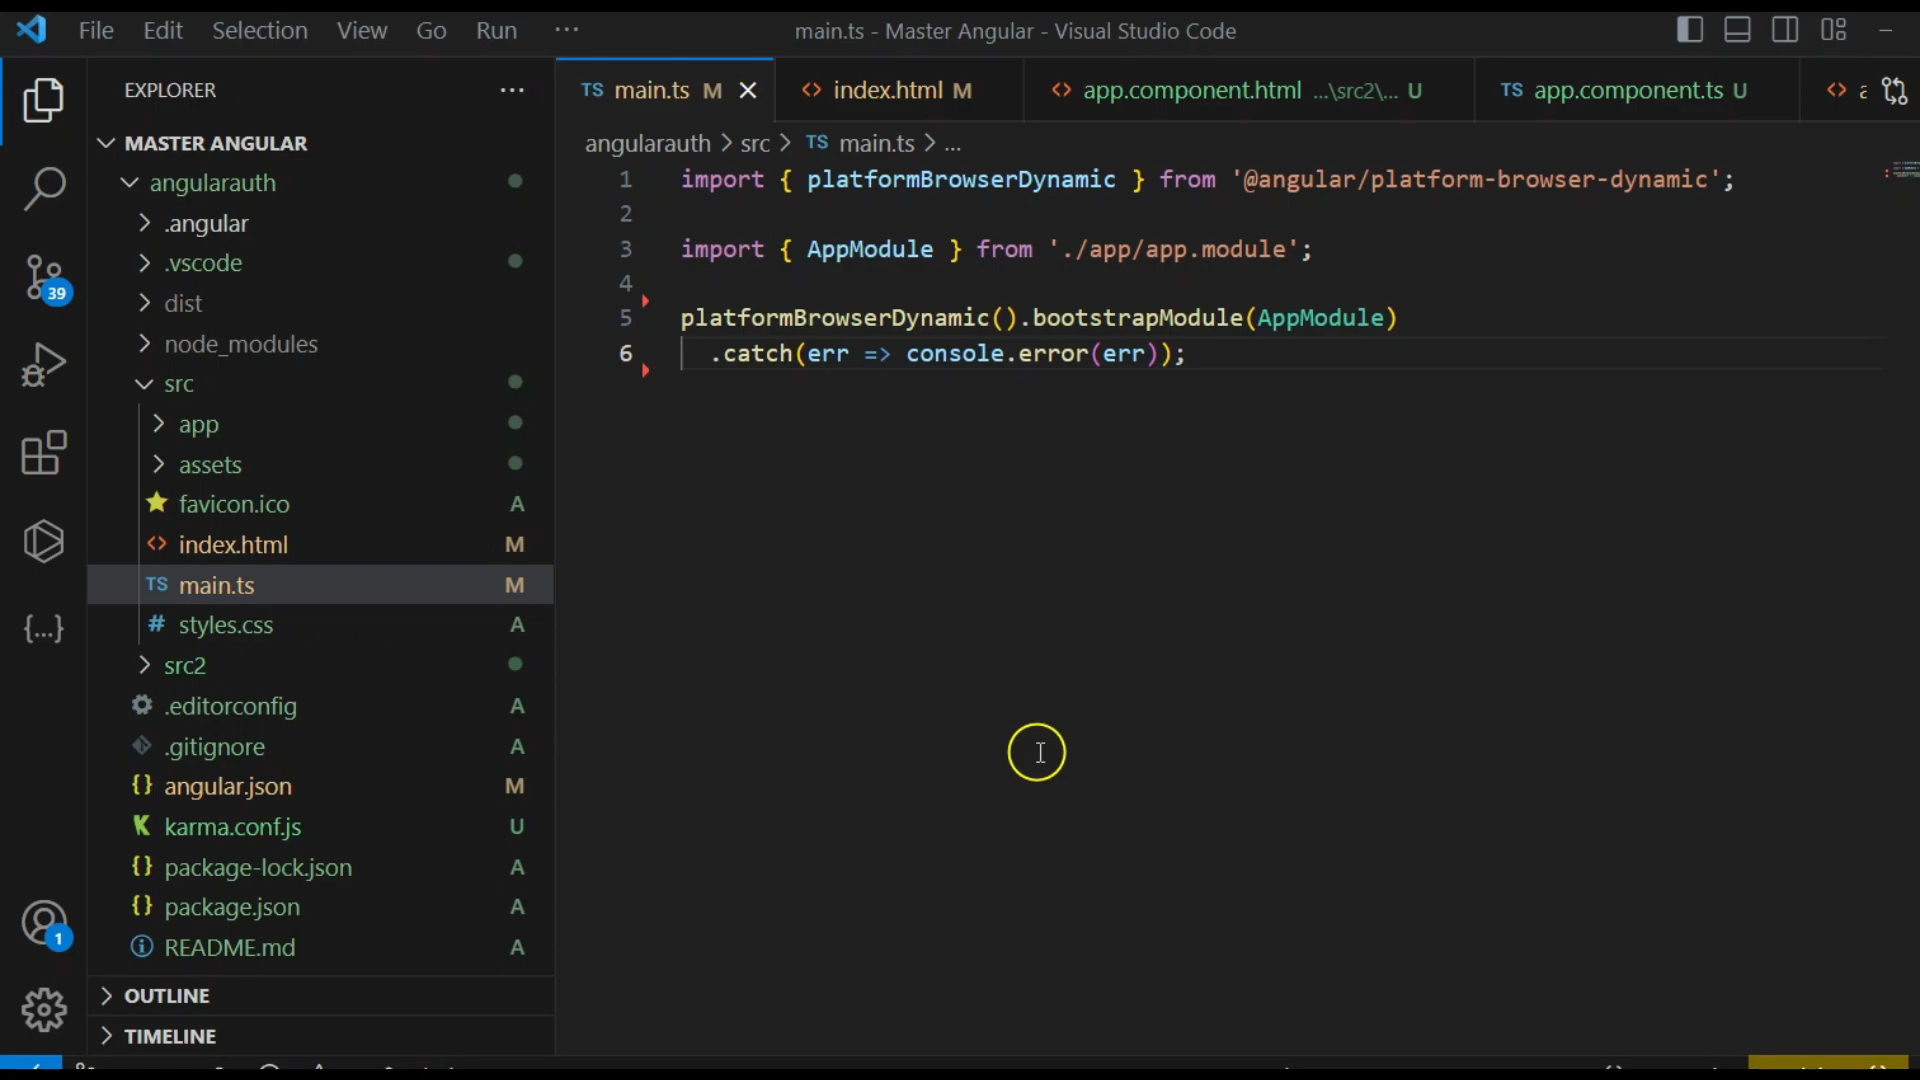 File Edit Selection View Go Run ···
main.ts - Master Angular - Visual Studio Code
EXPLORER ···
MASTER ANGULAR
angularauth
.angular
.vscode
dist
node_modules
src
app
assets
favicon.ico A
index.html M
TS main.ts M
# styles.css A
src2
.editorconfig A
.gitignore A
{} angular.json M
K karma.conf.js U
{} package-lock.json A
{} package.json A
README.md A
OUTLINE
TIMELINE
39
{...}
1
TS main.ts M × <> index.html M <> app.component.html ...\src2\... U TS app.component.ts U <> a
angularauth > src > TS main.ts > ...
1 import { platformBrowserDynamic } from '@angular/platform-browser-dynamic';
2
3 import { AppModule } from './app/app.module';
4
5 platformBrowserDynamic().bootstrapModule(AppModule)
6 .catch(err => console.error(err));